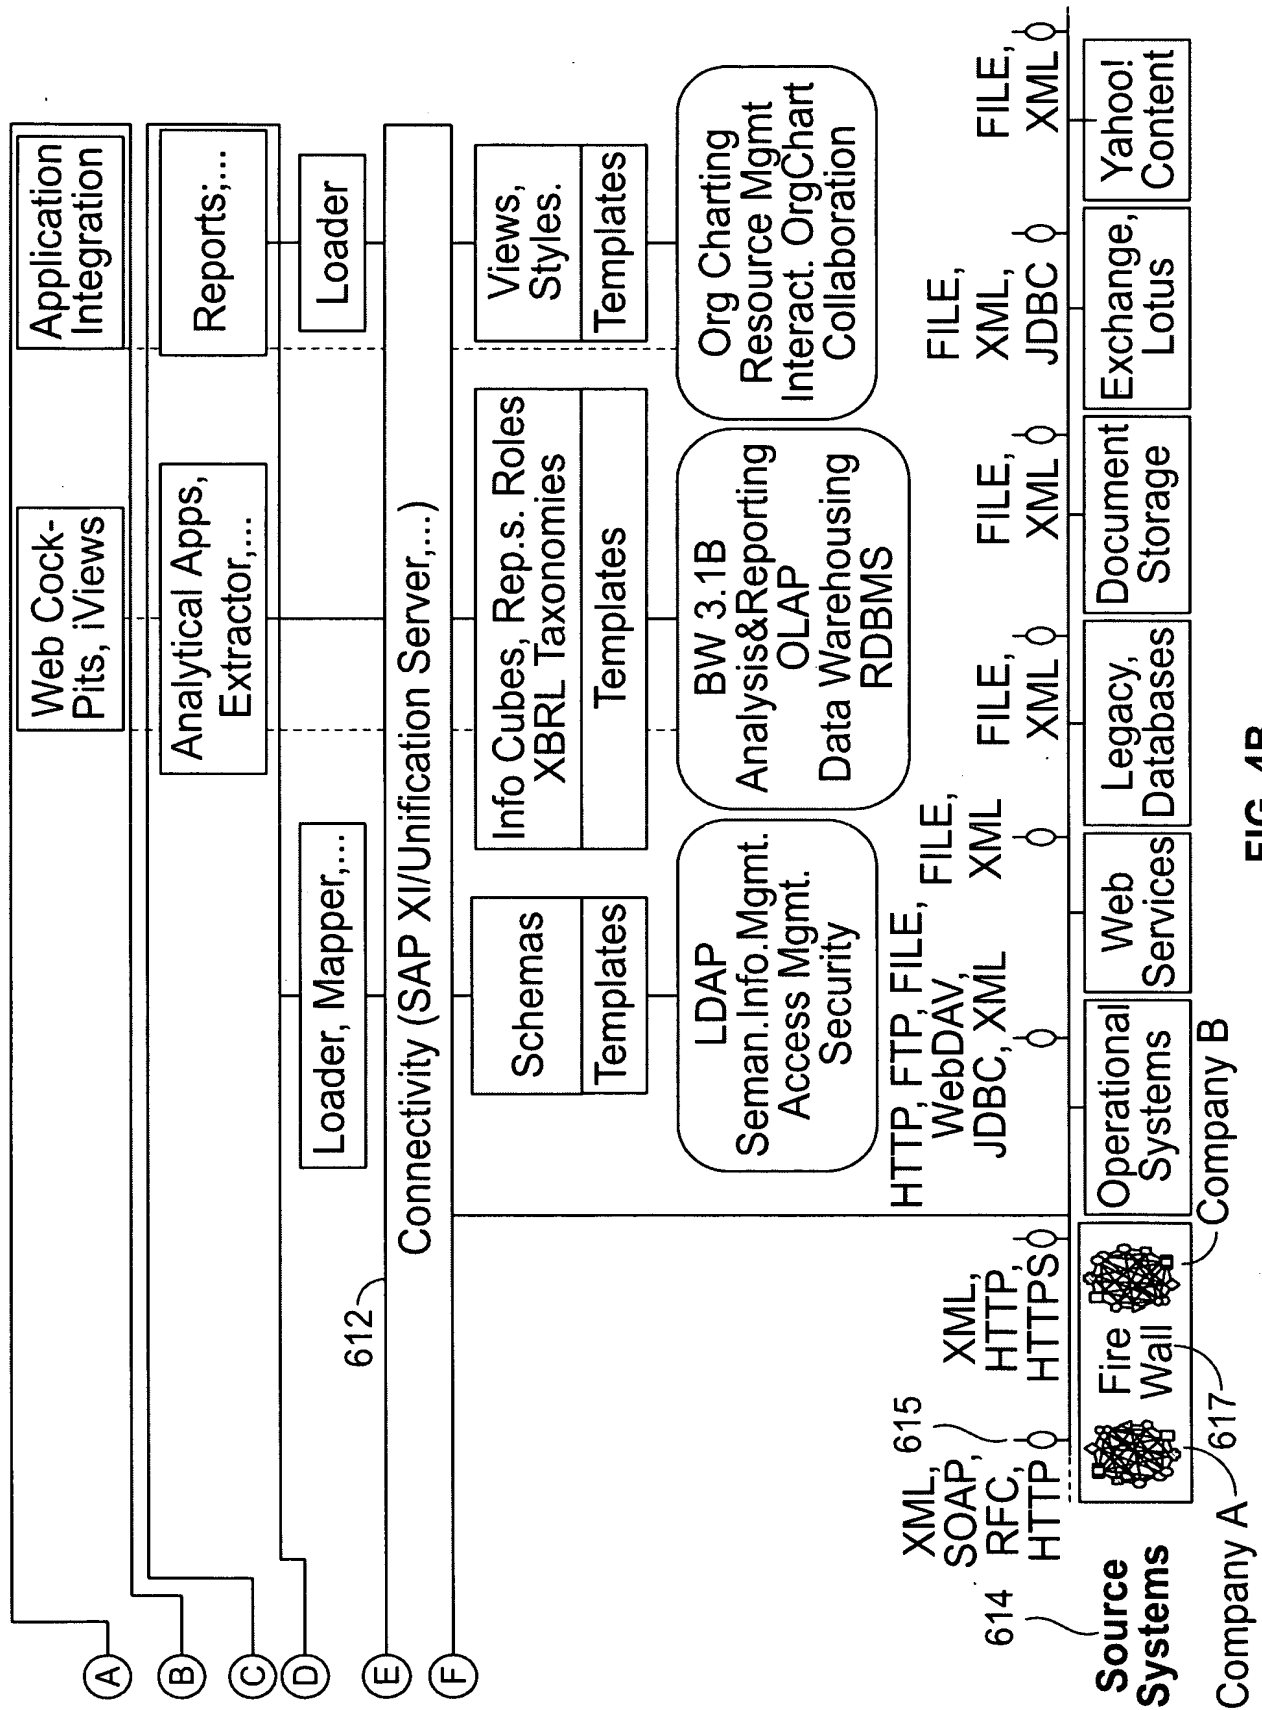 A
B
C
D
E
F
Web Cock-
Pits, iViews
Application
Integration
Analytical Apps,
Extractor,...
Reports;...
Loader, Mapper,...
Loader
612
Connectivity (SAP XI/Unification Server,...)
Schemas
Templates
Info Cubes, Rep.s. Roles
XBRL Taxonomies
Templates
Views,
Styles.
Templates
LDAP
Seman.Info.Mgmt.
Access Mgmt.
Security
BW 3.1B
Analysis&Reporting
OLAP
Data Warehousing
RDBMS
Org Charting
Resource Mgmt
Interact. OrgChart
Collaboration
614
XML,
SOAP,
RFC,
HTTP
615
XML,
HTTP,
HTTPS
HTTP, FTP, FILE,
WebDAV,
JDBC, XML
FILE,
XML
FILE,
XML
FILE,
XML
FILE,
XML,
JDBC
FILE,
XML
Source
Systems
Fire
Wall
Operational
Systems
Web
Services
Legacy,
Databases
Document
Storage
Exchange,
Lotus
Yahoo!
Content
Company A
617
Company B
FIG. 4B